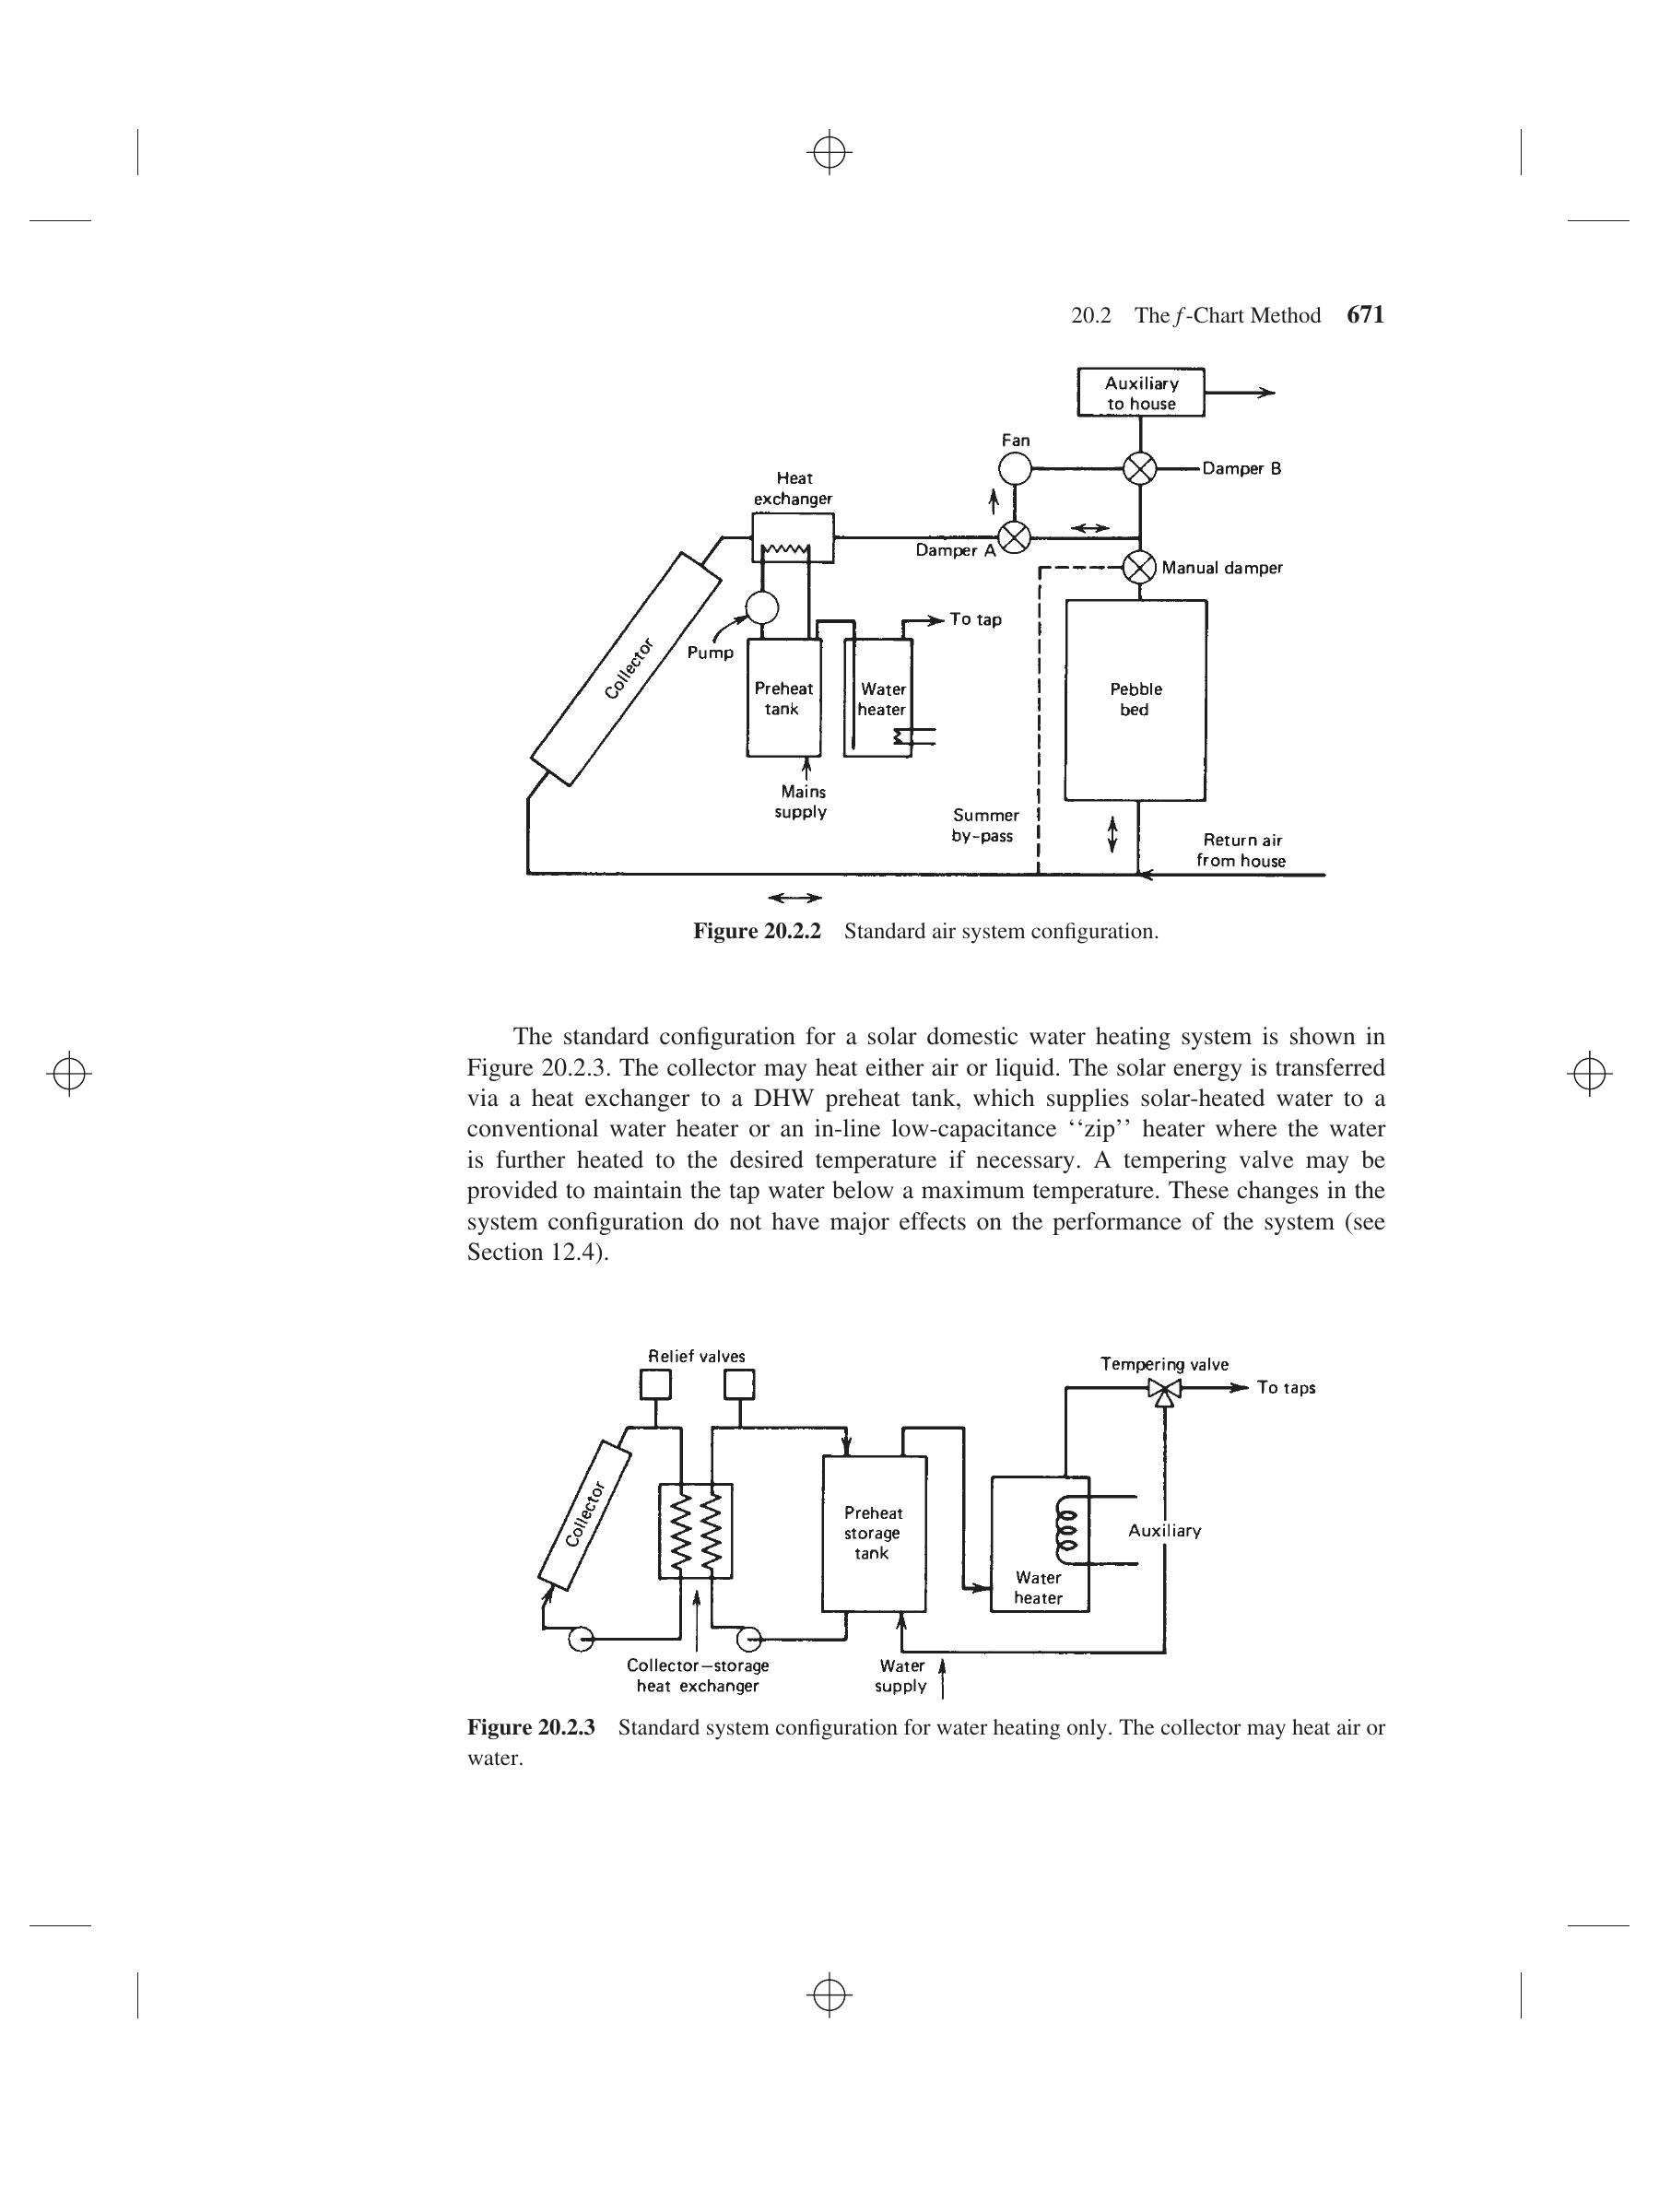 20.2 The f-Chart Method 671
Auxiliary
to house
Fan
Damper B
Heat
exchanger
Damper A
Manual damper
Collector
Pump
To tap
Preheat
tank
Water
heater
Pebble
bed
Mains
supply
Summer
by-pass
Return air
from house
Figure 20.2.2 Standard air system configuration.
The standard configuration for a solar domestic water heating system is shown in
Figure 20.2.3. The collector may heat either air or liquid. The solar energy is transferred
via a heat exchanger to a DHW preheat tank, which supplies solar-heated water to a
conventional water heater or an in-line low-capacitance ‘‘zip’’ heater where the water
is further heated to the desired temperature if necessary. A tempering valve may be
provided to maintain the tap water below a maximum temperature. These changes in the
system configuration do not have major effects on the performance of the system (see
Section 12.4).
Relief valves
Tempering valve
To taps
Collector
Preheat
storage
tank
Auxiliary
Water
heater
Collector–storage
heat exchanger
Water
supply
Figure 20.2.3 Standard system configuration for water heating only. The collector may heat air or
water.